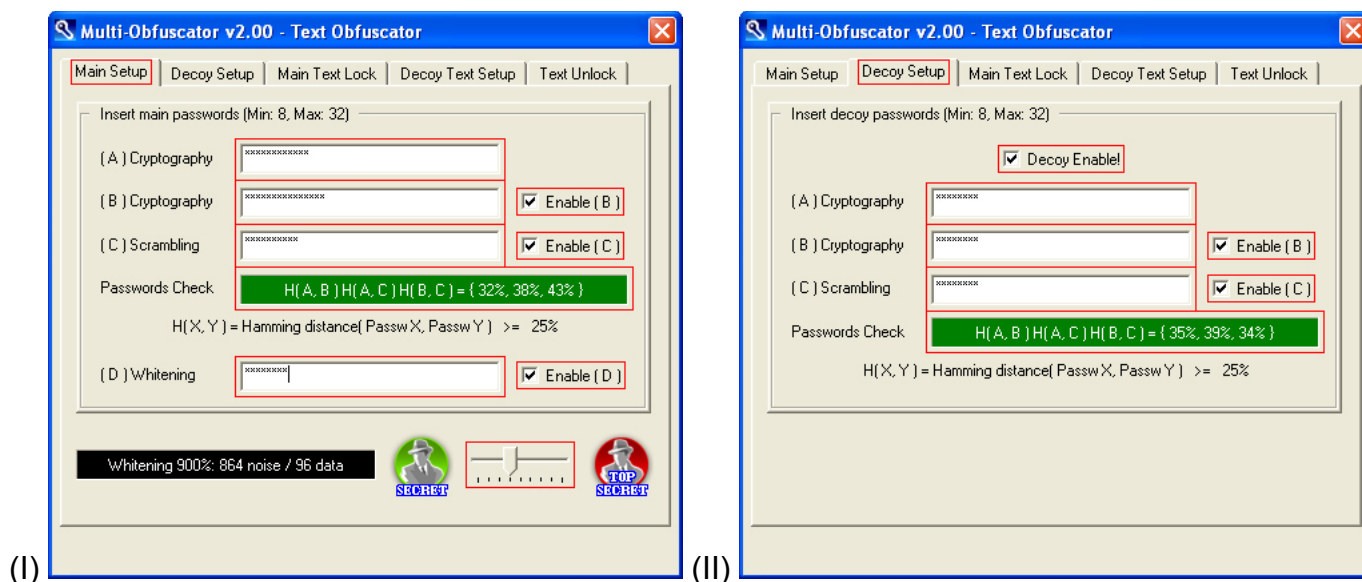 Multi-Obfuscator v2.00 - Text Obfuscator
Main Setup Decoy Setup Main Text Lock Decoy Text Setup Text Unlock
Insert main passwords (Min: 8, Max: 32)
( A ) Cryptography ************
( B ) Cryptography *************** Enable ( B )
( C ) Scrambling ********** Enable ( C )
Passwords Check H( A, B ) H( A, C ) H( B, C ) = { 32%, 38%, 43% }
H( X, Y ) = Hamming distance( Passw X, Passw Y ) >= 25%
( D ) Whitening ******** Enable ( D )
Whitening 900%: 864 noise / 96 data
SECRET
TOP SECRET
(I)
Multi-Obfuscator v2.00 - Text Obfuscator
Main Setup Decoy Setup Main Text Lock Decoy Text Setup Text Unlock
Insert decoy passwords (Min: 8, Max: 32)
Decoy Enable!
( A ) Cryptography ********
( B ) Cryptography ******** Enable ( B )
( C ) Scrambling ******** Enable ( C )
Passwords Check H( A, B ) H( A, C ) H( B, C ) = { 35%, 39%, 34% }
H( X, Y ) = Hamming distance( Passw X, Passw Y ) >= 25%
(II)